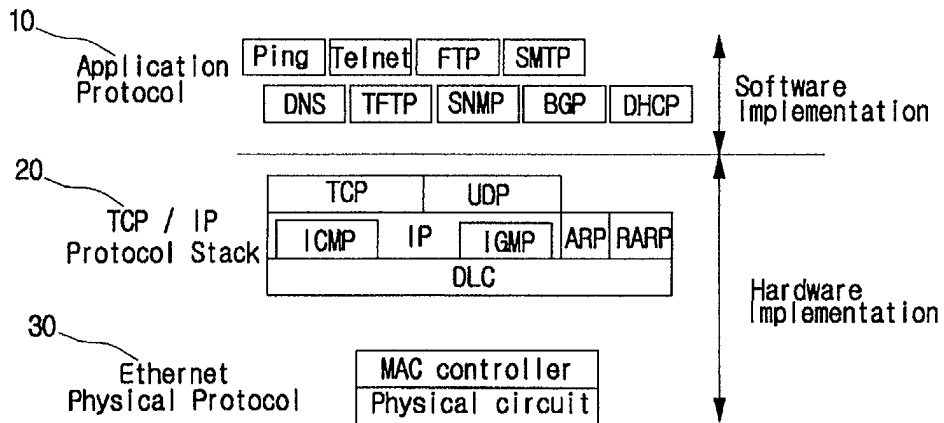 10
Application
Protocol
Ping Telnet FTP SMTP
DNS TFTP SNMP BGP DHCP
Software
Implementation
20
TCP / IP
Protocol Stack
TCP UDP
ICMP IP IGMP ARP RARP
DLC
Hardware
Implementation
30
Ethernet
Physical Protocol
MAC controller
Physical circuit